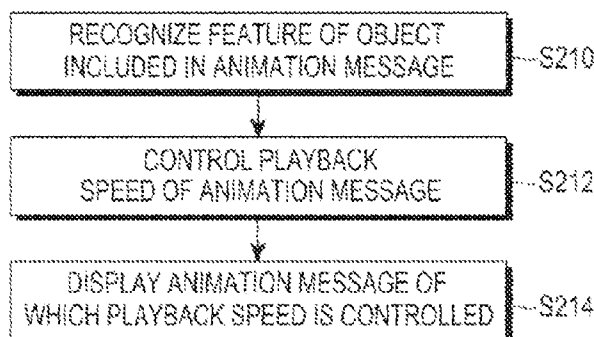 RECOGNIZE FEATURE OF OBJECT
INCLUDED IN ANIMATION MESSAGE
S210
CONTROL PLAYBACK
SPEED OF ANIMATION MESSAGE
S212
DISPLAY ANIMATION MESSAGE OF
WHICH PLAYBACK SPEED IS CONTROLLED
S214